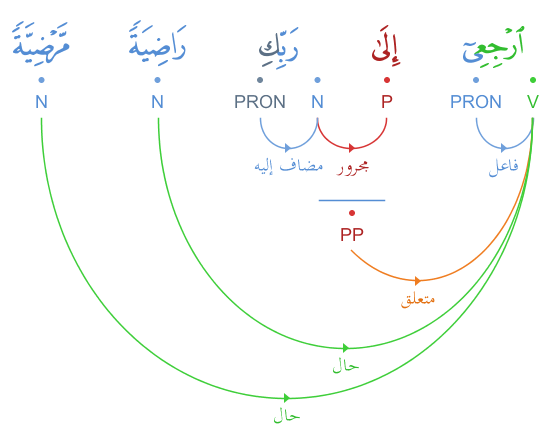 ٱرْجِعِىٓ إِلَىٰ رَبِّكِ رَاضِيَةً مَّرْضِيَّةً
V PRON P N PRON N N
فاعل مجرور مضاف إليه
PP
متعلق
حال
حال